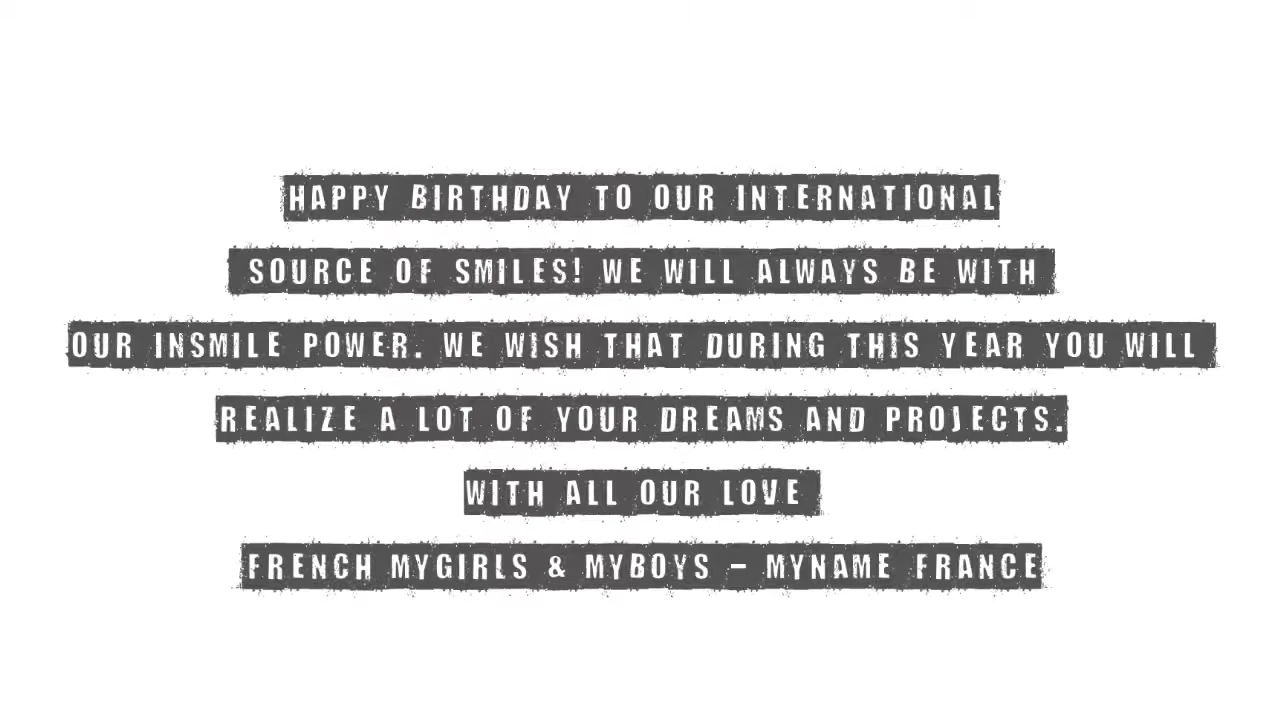 HAPPY BIRTHDAY TO OUR INTERNATIONAL
SOURCE OF SMILES! WE WILL ALWAYS BE WITH
OUR INSMILE POWER. WE WISH THAT DURING THIS YEAR YOU WILL
REALIZE A LOT OF YOUR DREAMS AND PROJECTS.
WITH ALL OUR LOVE
FRENCH MYGIRLS & MYBOYS – MYNAME FRANCE